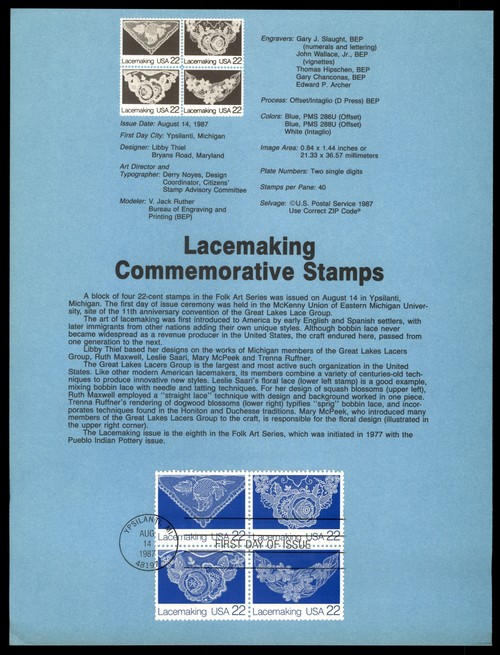 Lacemaking USA 22 Lacemaking USA 22
Lacemaking USA 22 Lacemaking USA 22
Issue Date: August 14, 1987
First Day City: Ypsilanti, Michigan
Designer: Libby Thiel
Bryans Road, Maryland
Art Director and
Typographer: Derry Noyes, Design
Coordinator, Citizens'
Stamp Advisory Committee
Modeler: V. Jack Ruther
Bureau of Engraving and
Printing (BEP)
Engravers: Gary J. Slaught, BEP
(numerals and lettering)
John Wallace, Jr., BEP
(vignettes)
Thomas Hipschen, BEP
Gary Chaconas, BEP
Edward P. Archer
Process: Offset/Intaglio (D Press) BEP
Colors: Blue, PMS 286U (Offset)
Blue, PMS 288U (Offset)
White (Intaglio)
Image Area: 0.84 x 1.44 inches or
21.33 x 36.57 millimeters
Plate Numbers: Two single digits
Stamps per Pane: 40
Selvage: ©U.S. Postal Service 1987
Use Correct ZIP Code®
Lacemaking
Commemorative Stamps
A block of four 22-cent stamps in the Folk Art Series was issued on August 14 in Ypsilanti,
Michigan. The first day of issue ceremony was held in the McKenny Union of Eastern Michigan Univer-
sity, site of the 11th anniversary convention of the Great Lakes Lace Group.
The art of lacemaking was first introduced to America by early English and Spanish settlers, with
later immigrants from other nations adding their own unique styles. Although bobbin lace never
became widespread as a revenue producer in the United States, the craft endured here, passed from
one generation to the next.
Libby Thiel based her designs on the works of Michigan members of the Great Lakes Lacers
Group, Ruth Maxwell, Leslie Saari, Mary McPeek and Trenna Ruffner.
The Great Lakes Lacers Group is the largest and most active such organization in the United
States. Like other modern American lacemakers, its members combine a variety of centuries-old tech-
niques to produce innovative new styles. Leslie Saari's floral lace (lower left stamp) is a good example,
mixing bobbin lace with needle and tatting techniques. For her design of squash blossoms (upper left),
Ruth Maxwell employed a "straight lace" technique with design and background worked in one piece.
Trenna Ruffner's rendering of dogwood blossoms (lower right) typifies "sprig" bobbin lace, and incor-
porates techniques found in the Honiton and Duchesse traditions. Mary McPeek, who introduced many
members of the Great Lakes Lacers Group to the craft, is responsible for the floral design (illustrated in
the upper right corner).
The Lacemaking issue is the eighth in the Folk Art Series, which was initiated in 1977 with the
Pueblo Indian Pottery issue.
Lacemaking USA 22 Lacemaking USA 22
YPSILANTI, MI
AUG
14
1987
48197
FIRST DAY OF ISSUE
Lacemaking USA 22 Lacemaking USA 22